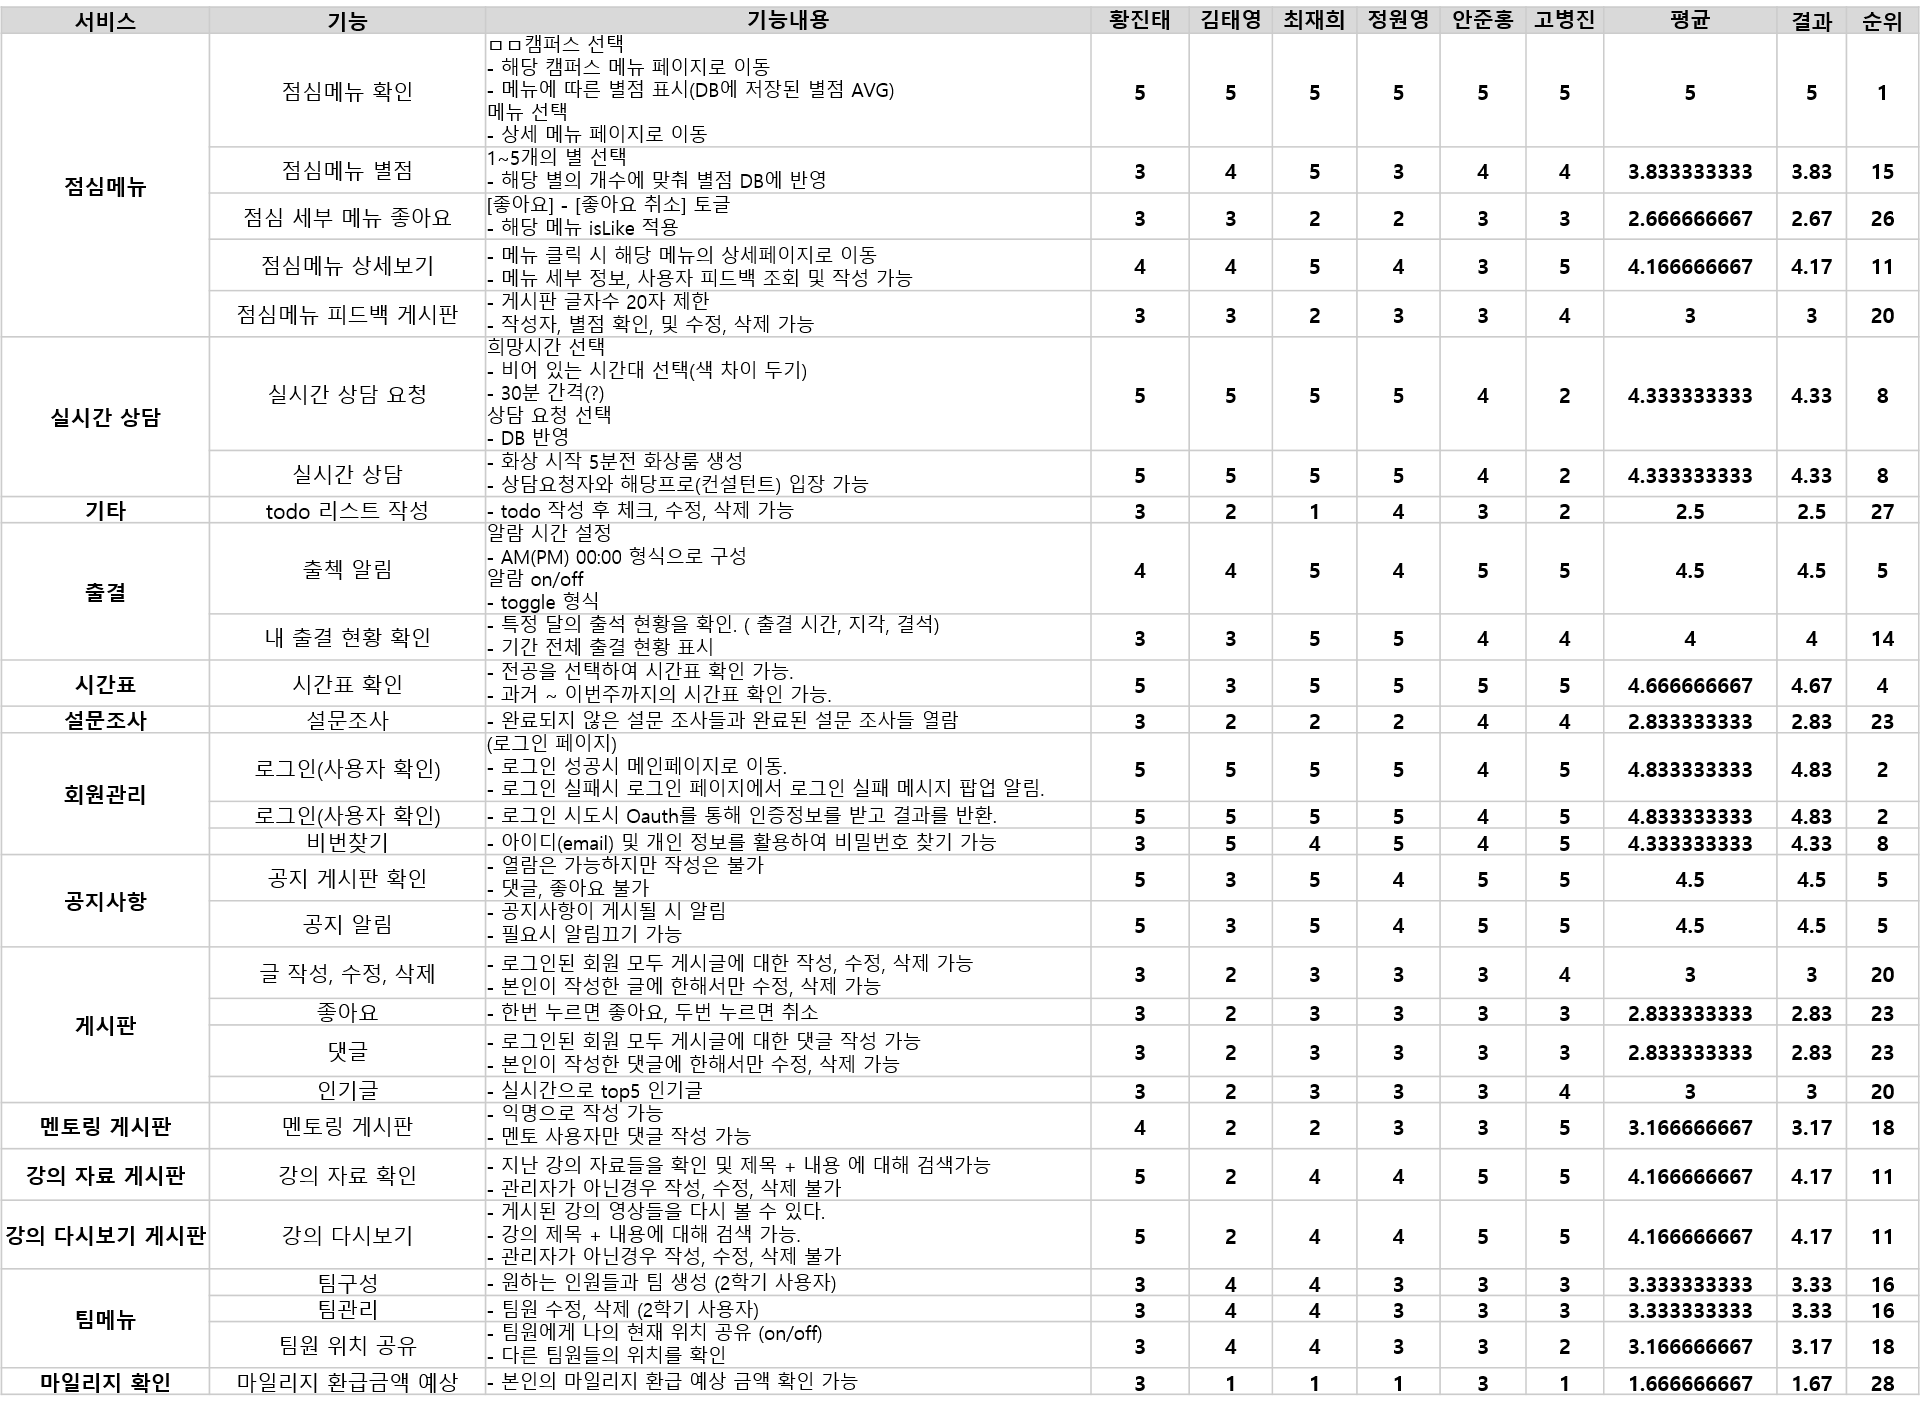 서비스 기능 기능내용 황진태 김태영 최재희 정원영 안준홍 고병진 평균 결과 순위
점심메뉴
점심메뉴 확인
ㅁㅁ캠퍼스 선택
- 해당 캠퍼스 메뉴 페이지로 이동
- 메뉴에 따른 별점 표시(DB에 저장된 별점 AVG)
메뉴 선택
- 상세 메뉴 페이지로 이동
5 5 5 5 5 5 5 5 1
점심메뉴 별점
1~5개의 별 선택
- 해당 별의 개수에 맞춰 별점 DB에 반영
3 4 5 3 4 4 3.833333333 3.83 15
점심 세부 메뉴 좋아요
[좋아요] - [좋아요 취소] 토글
- 해당 메뉴 isLike 적용
3 3 2 2 3 3 2.666666667 2.67 26
점심메뉴 상세보기
- 메뉴 클릭 시 해당 메뉴의 상세페이지로 이동
- 메뉴 세부 정보, 사용자 피드백 조회 및 작성 가능
4 4 5 4 3 5 4.166666667 4.17 11
점심메뉴 피드백 게시판
- 게시판 글자수 20자 제한
- 작성자, 별점 확인, 및 수정, 삭제 가능
3 3 2 3 3 4 3 3 20
실시간 상담
실시간 상담 요청
희망시간 선택
- 비어 있는 시간대 선택(색 차이 두기)
- 30분 간격(?)
상담 요청 선택
- DB 반영
5 5 5 5 4 2 4.333333333 4.33 8
실시간 상담
- 화상 시작 5분전 화상룸 생성
- 상담요청자와 해당프로(컨설턴트) 입장 가능
5 5 5 5 4 2 4.333333333 4.33 8
기타
todo 리스트 작성
- todo 작성 후 체크, 수정, 삭제 가능
3 2 1 4 3 2 2.5 2.5 27
출결
출첵 알림
알람 시간 설정
- AM(PM) 00:00 형식으로 구성
알람 on/off
- toggle 형식
4 4 5 4 5 5 4.5 4.5 5
내 출결 현황 확인
- 특정 달의 출석 현황을 확인. ( 출결 시간, 지각, 결석)
- 기간 전체 출결 현황 표시
3 3 5 5 4 4 4 4 14
시간표
시간표 확인
- 전공을 선택하여 시간표 확인 가능.
- 과거 ~ 이번주까지의 시간표 확인 가능.
5 3 5 5 5 5 4.666666667 4.67 4
설문조사
설문조사
- 완료되지 않은 설문 조사들과 완료된 설문 조사들 열람
3 2 2 2 4 4 2.833333333 2.83 23
회원관리
로그인(사용자 확인)
(로그인 페이지)
- 로그인 성공시 메인페이지로 이동.
- 로그인 실패시 로그인 페이지에서 로그인 실패 메시지 팝업 알림.
5 5 5 5 4 5 4.833333333 4.83 2
로그인(사용자 확인)
- 로그인 시도시 Oauth를 통해 인증정보를 받고 결과를 반환.
5 5 5 5 4 5 4.833333333 4.83 2
비번찾기
- 아이디(email) 및 개인 정보를 활용하여 비밀번호 찾기 가능
3 5 4 5 4 5 4.333333333 4.33 8
공지사항
공지 게시판 확인
- 열람은 가능하지만 작성은 불가
- 댓글, 좋아요 불가
5 3 5 4 5 5 4.5 4.5 5
공지 알림
- 공지사항이 게시될 시 알림
- 필요시 알림끄기 가능
5 3 5 4 5 5 4.5 4.5 5
게시판
글 작성, 수정, 삭제
- 로그인된 회원 모두 게시글에 대한 작성, 수정, 삭제 가능
- 본인이 작성한 글에 한해서만 수정, 삭제 가능
3 2 3 3 3 4 3 3 20
좋아요
- 한번 누르면 좋아요, 두번 누르면 취소
3 2 3 3 3 3 2.833333333 2.83 23
댓글
- 로그인된 회원 모두 게시글에 대한 댓글 작성 가능
- 본인이 작성한 댓글에 한해서만 수정, 삭제 가능
3 2 3 3 3 3 2.833333333 2.83 23
인기글
- 실시간으로 top5 인기글
3 2 3 3 3 4 3 3 20
멘토링 게시판
멘토링 게시판
- 익명으로 작성 가능
- 멘토 사용자만 댓글 작성 가능
4 2 2 3 3 5 3.166666667 3.17 18
강의 자료 게시판
강의 자료 확인
- 지난 강의 자료들을 확인 및 제목 + 내용 에 대해 검색가능
- 관리자가 아닌경우 작성, 수정, 삭제 불가
5 2 4 4 5 5 4.166666667 4.17 11
강의 다시보기 게시판
강의 다시보기
- 게시된 강의 영상들을 다시 볼 수 있다.
- 강의 제목 + 내용에 대해 검색 가능.
- 관리자가 아닌경우 작성, 수정, 삭제 불가
5 2 4 4 5 5 4.166666667 4.17 11
팀메뉴
팀구성
- 원하는 인원들과 팀 생성 (2학기 사용자)
3 4 4 3 3 3 3.333333333 3.33 16
팀관리
- 팀원 수정, 삭제 (2학기 사용자)
3 4 4 3 3 3 3.333333333 3.33 16
팀원 위치 공유
- 팀원에게 나의 현재 위치 공유 (on/off)
- 다른 팀원들의 위치를 확인
3 4 4 3 3 2 3.166666667 3.17 18
마일리지 확인
마일리지 환급금액 예상
- 본인의 마일리지 환급 예상 금액 확인 가능
3 1 1 1 3 1 1.666666667 1.67 28